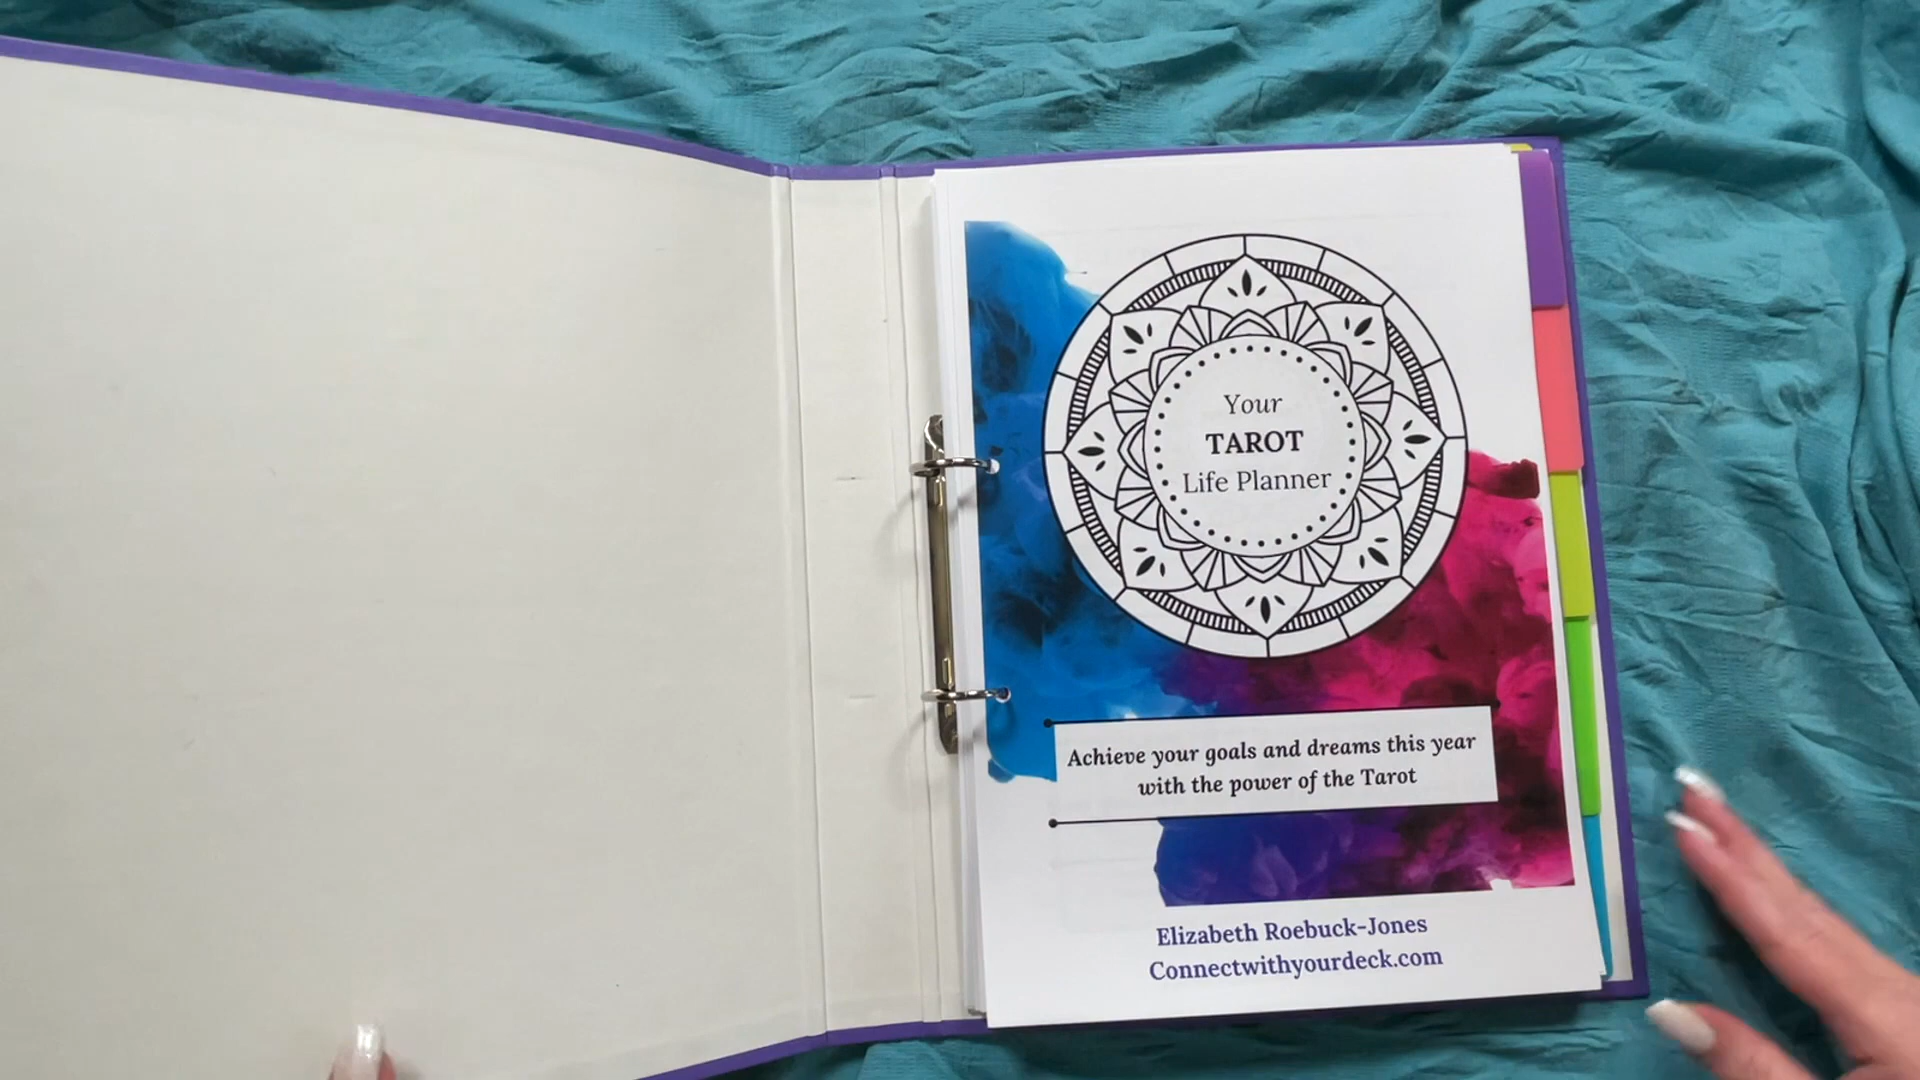 Your
TAROT
Life Planner
Achieve your goals and dreams this year
with the power of the Tarot
Elizabeth Roebuck-Jones
Connectwithyourdeck.com